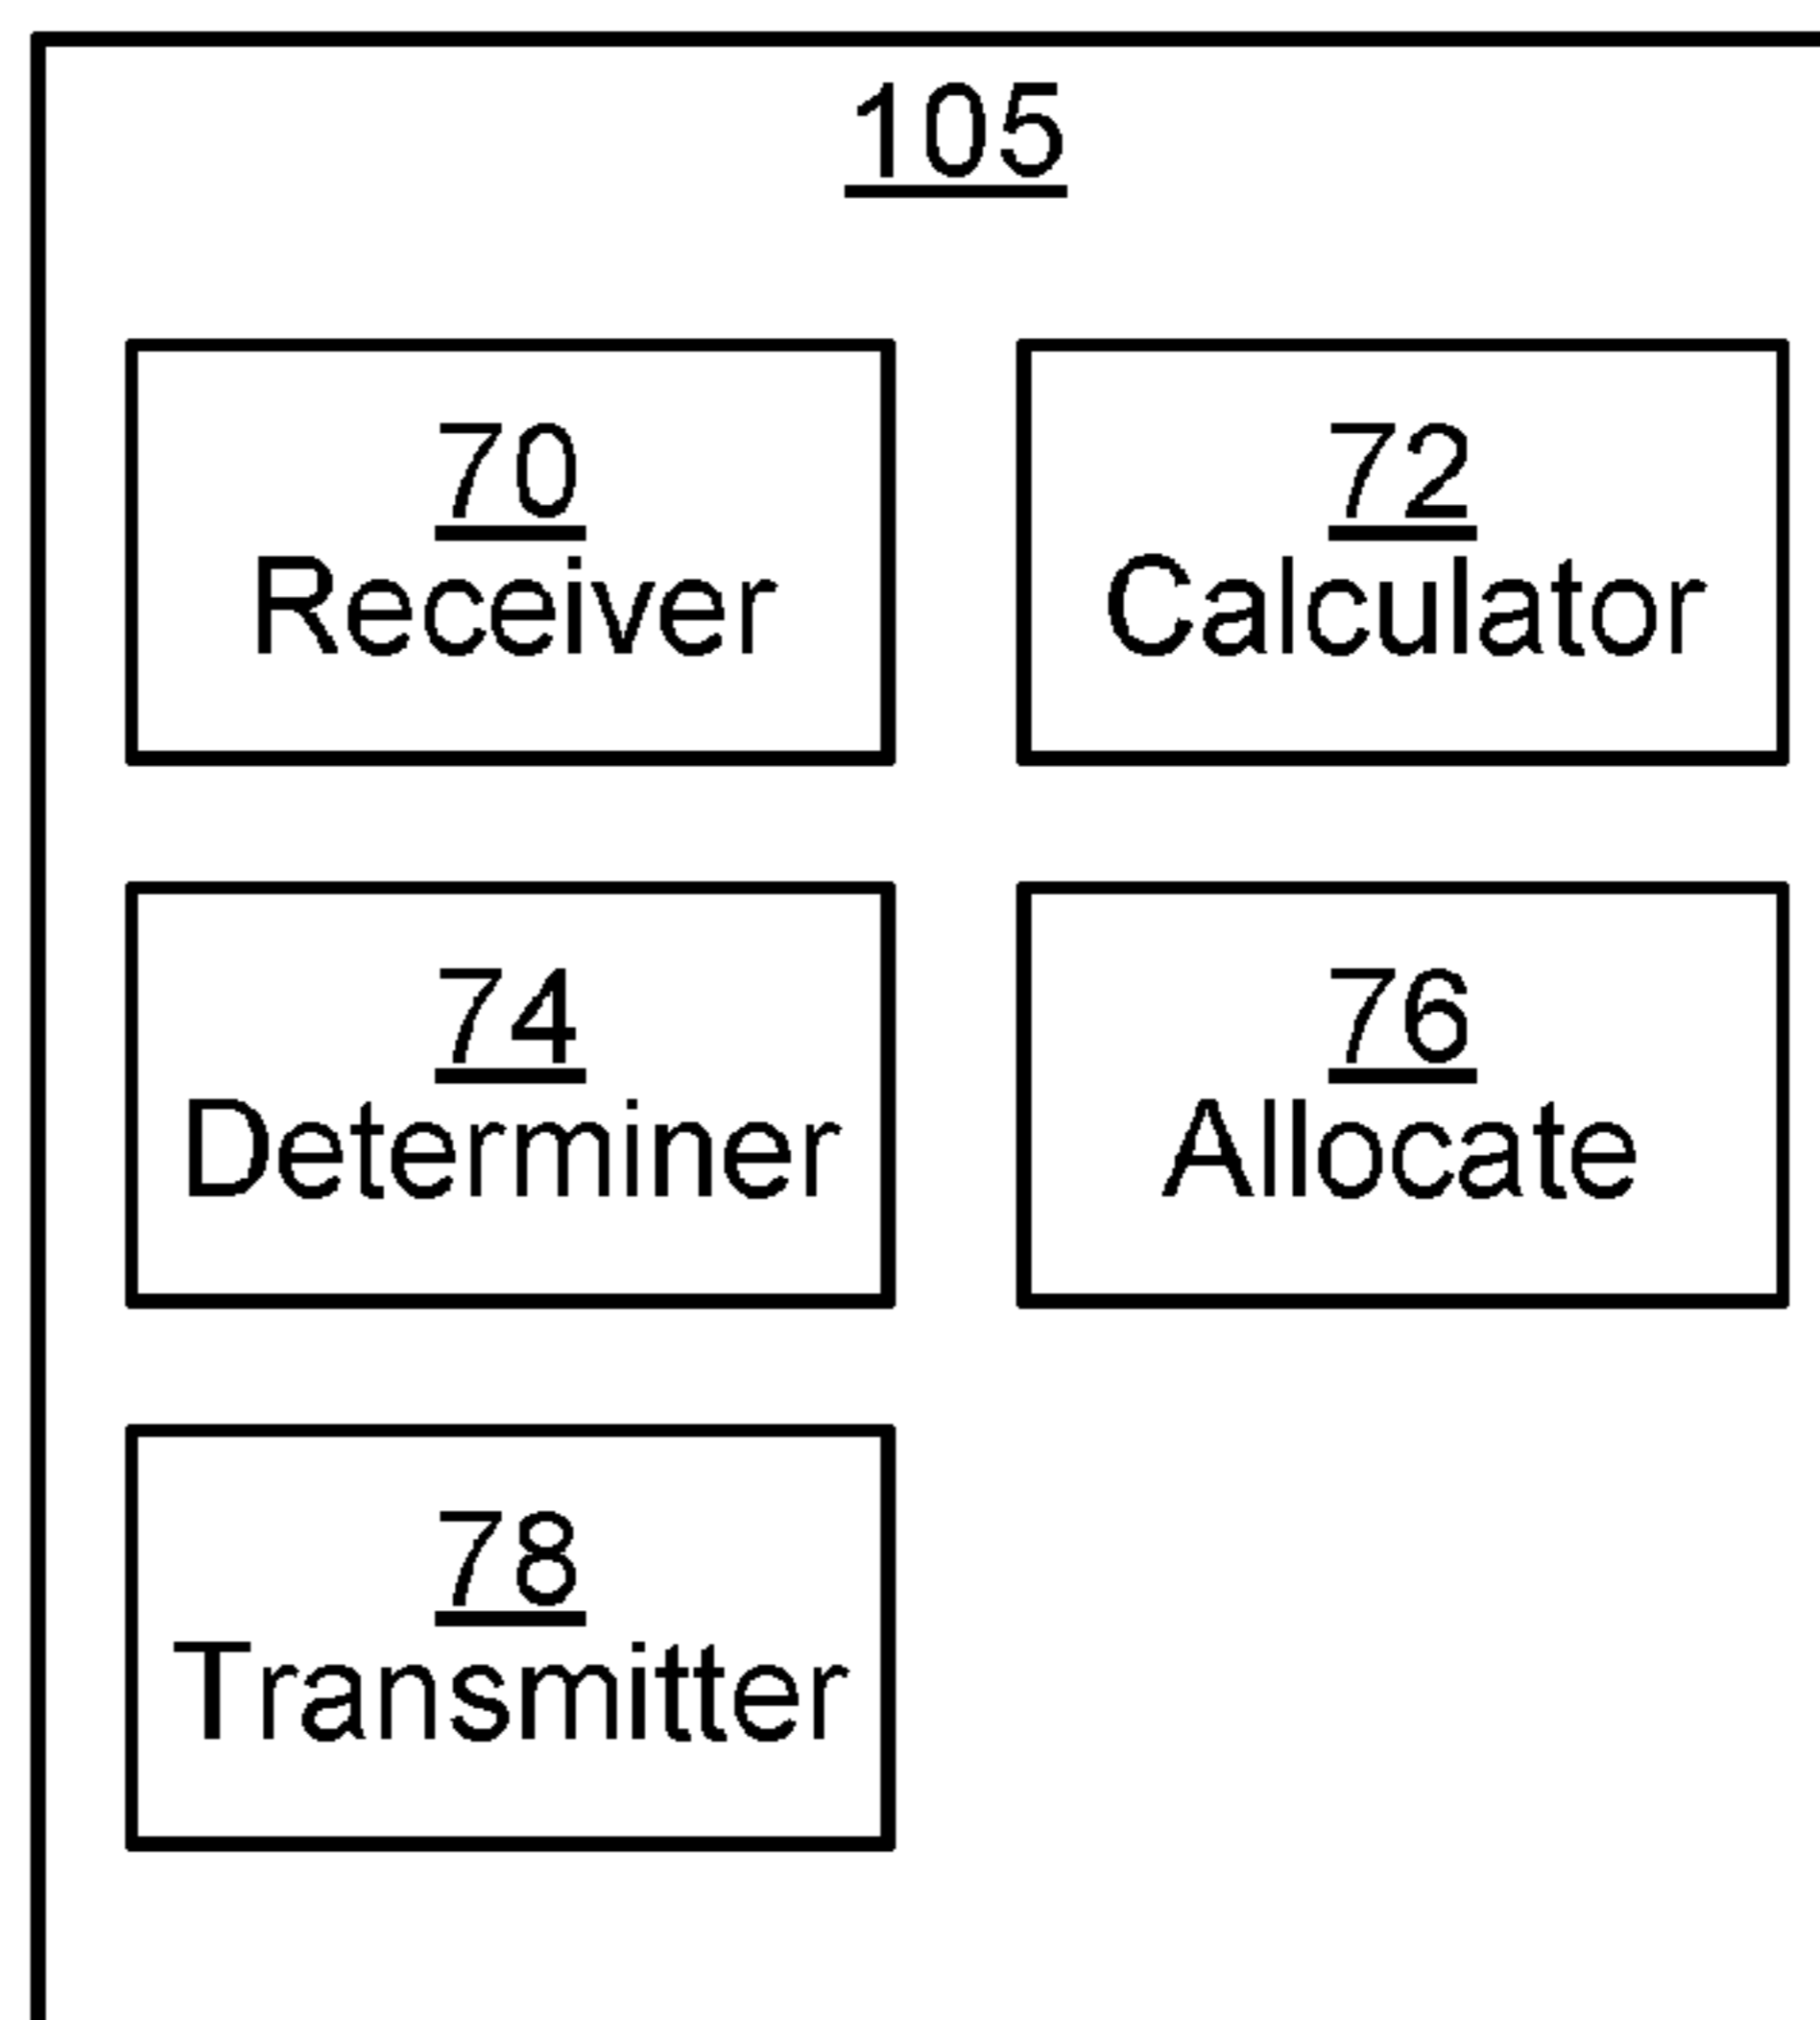 105
70
Receiver
72
Calculator
74
Determiner
76
Allocate
78
Transmitter